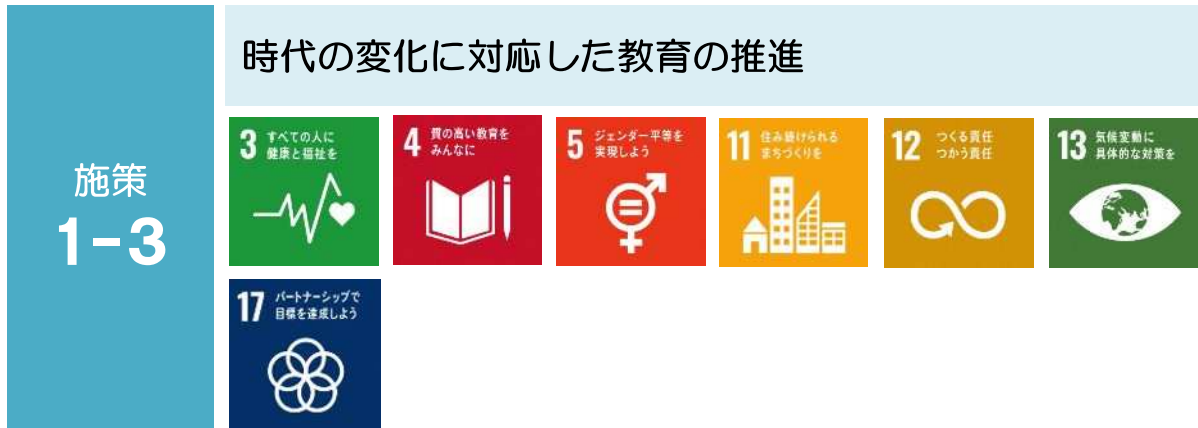 施策
1-3
時代の変化に対応した教育の推進
3 すべての人に
健康と福祉を
4 質の高い教育を
みんなに
5 ジェンダー平等を
実現しよう
11 住み続けられる
まちづくりを
12 つくる責任
つかう責任
13 気候変動に
具体的な対策を
17 パートナーシップで
目標を達成しよう